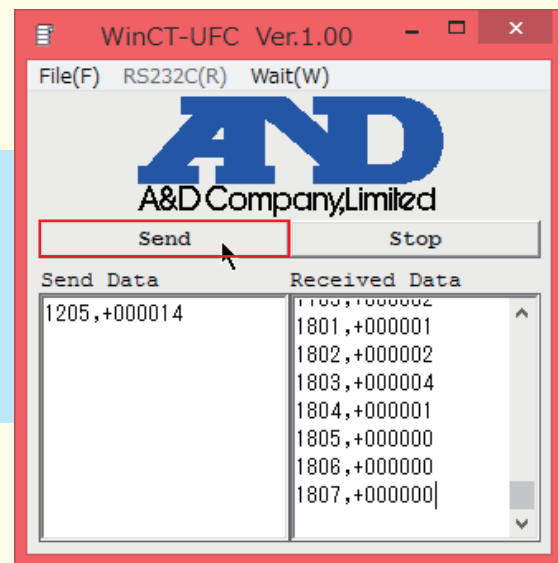 WinCT-UFC Ver.1.00
File(F) RS232C(R) Wait(W)
AND
A&D Company,Limited
Send Stop
Send Data Received Data
1205,+000014
1801,+000001
1802,+000002
1803,+000004
1804,+000001
1805,+000000
1806,+000000
1807,+000000